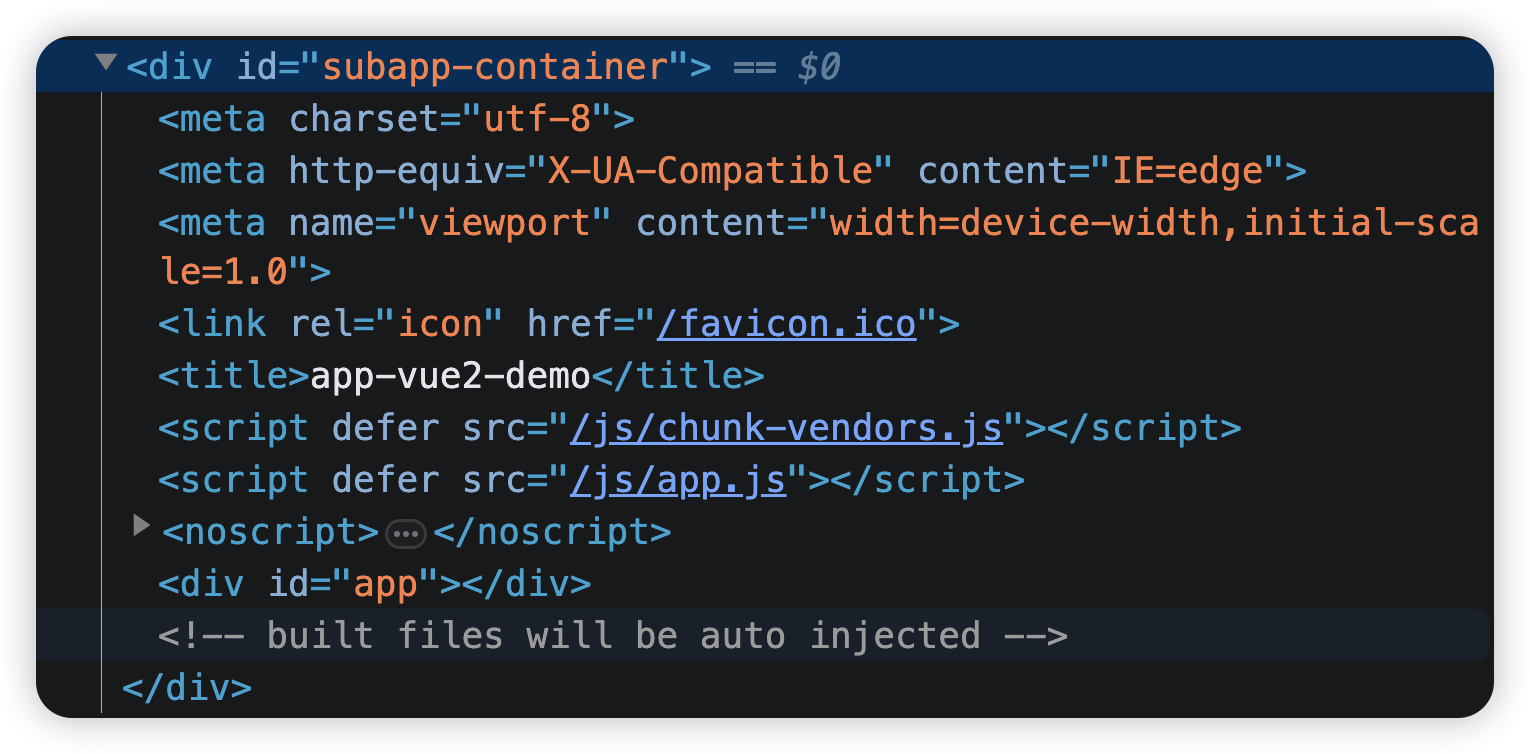 <div id="subapp-container"> == $0
<meta charset="utf-8">
<meta http-equiv="X-UA-Compatible" content="IE=edge">
<meta name="viewport" content="width=device-width,initial-sca
le=1.0">
<link rel="icon" href="/favicon.ico">
<title>app-vue2-demo</title>
<script defer src="/js/chunk-vendors.js"></script>
<script defer src="/js/app.js"></script>
<noscript>…</noscript>
<div id="app"></div>
<!-- built files will be auto injected -->
</div>